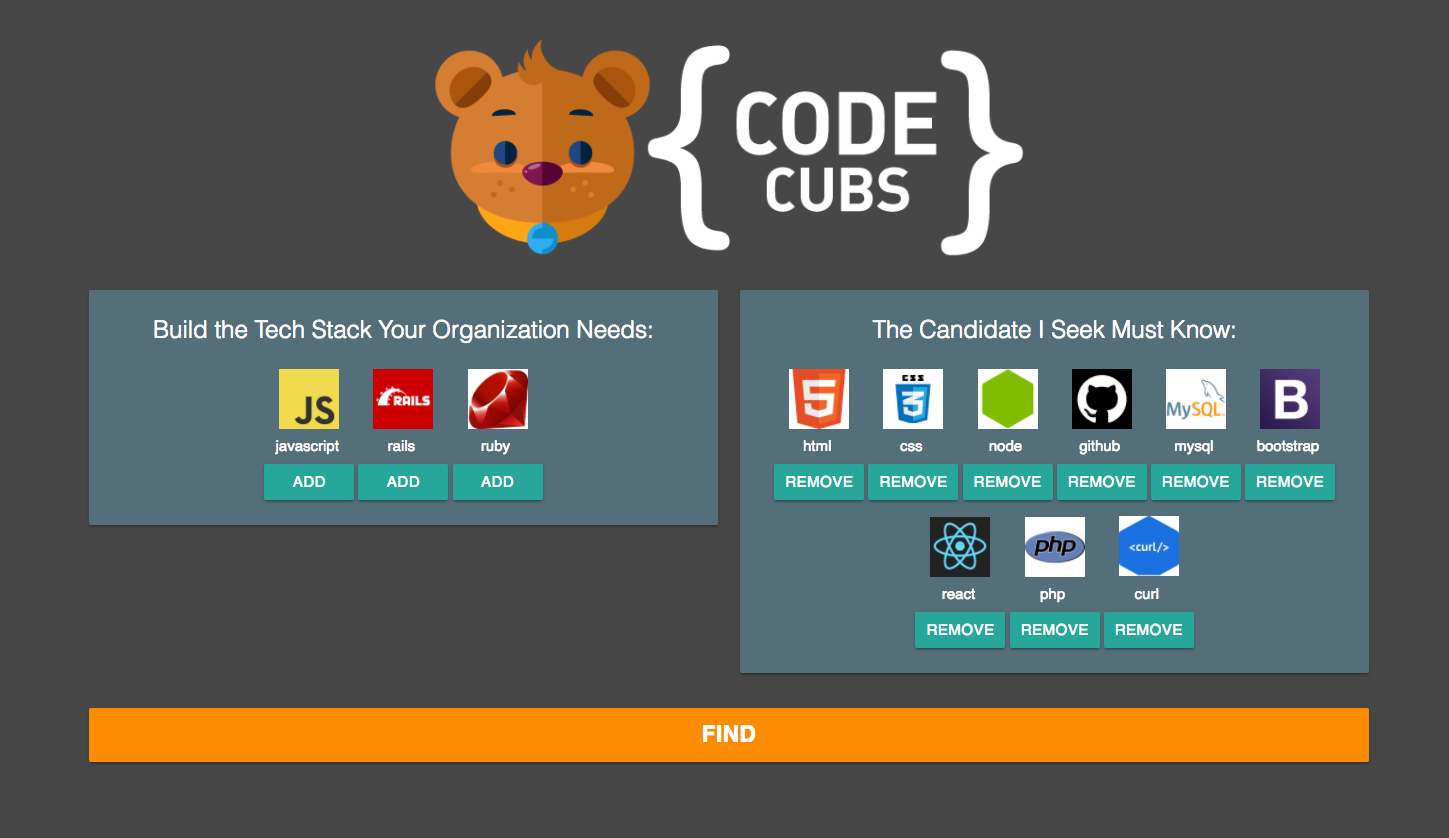 { CODE
CUBS }
Build the Tech Stack Your Organization Needs:
JS RAILS
javascript rails ruby
ADD ADD ADD
The Candidate I Seek Must Know:
5 CSS 3 MySQL B
html css node github mysql bootstrap
REMOVE REMOVE REMOVE REMOVE REMOVE REMOVE
php <curl/>
react php curl
REMOVE REMOVE REMOVE
FIND